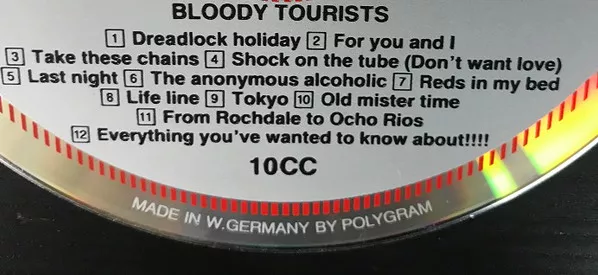 BLOODY TOURISTS
1 Dreadlock holiday 2 For you and I
3 Take these chains 4 Shock on the tube (Don't want love)
5 Last night 6 The anonymous alcoholic 7 Reds in my bed
8 Life line 9 Tokyo 10 Old mister time
11 From Rochdale to Ocho Rios
12 Everything you've wanted to know about!!!!
10CC
MADE IN W.GERMANY BY POLYGRAM